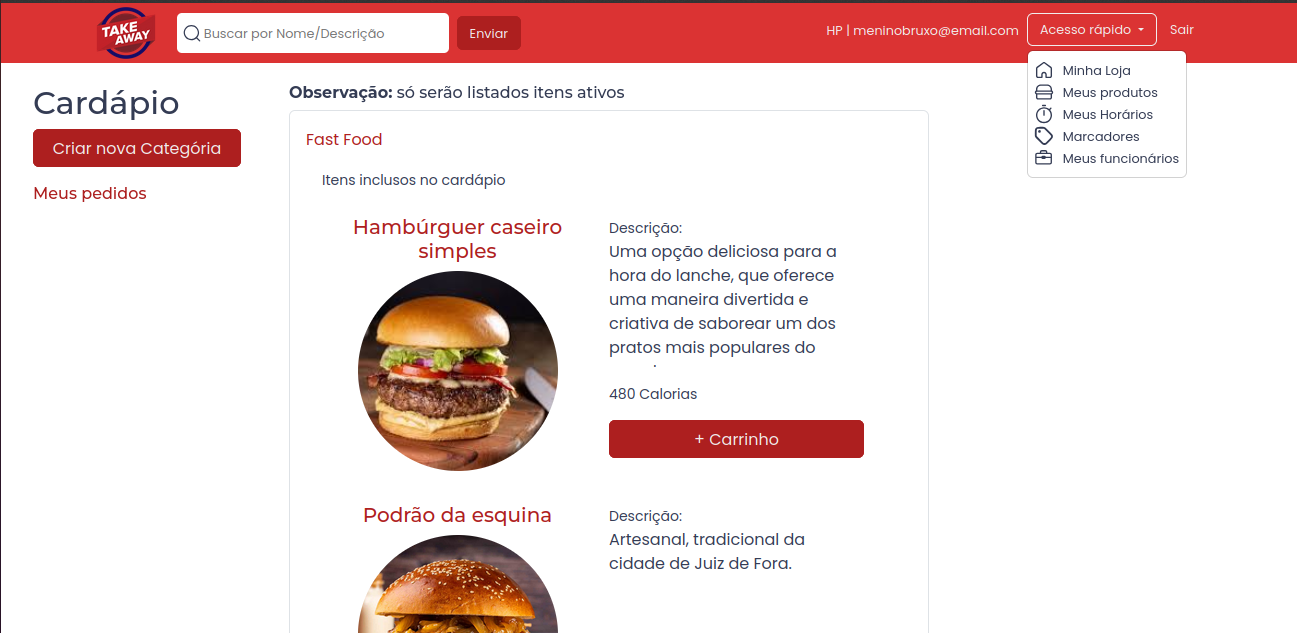 TAKE
AWAY
Buscar por Nome/Descrição
Enviar
HP | meninobruxo@email.com
Acesso rápido
Sair
Minha Loja
Meus produtos
Meus Horários
Marcadores
Meus funcionários
Cardápio
Criar nova Categória
Meus pedidos
Observação: só serão listados itens ativos
Fast Food
Itens inclusos no cardápio
Hambúrguer caseiro
simples
Descrição:
Uma opção deliciosa para a
hora do lanche, que oferece
uma maneira divertida e
criativa de saborear um dos
pratos mais populares do
480 Calorias
+ Carrinho
Podrão da esquina
Descrição:
Artesanal, tradicional da
cidade de Juiz de Fora.